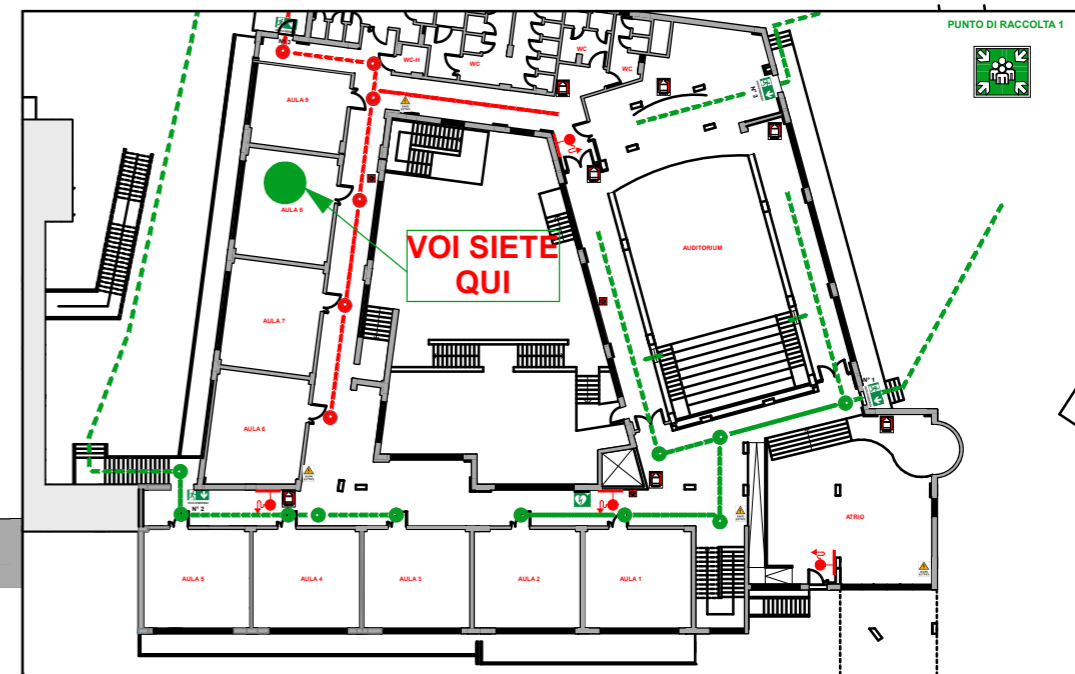 PUNTO DI RACCOLTA 1
WC-H
WC
WC
WC
AULA 9
N° 3
AULA 8
VOI SIETE
QUI
AUDITORIUM
AULA 7
N° 1
AULA 6
N° 2
ATRIO
AULA 5
AULA 4
AULA 3
AULA 2
AULA 1